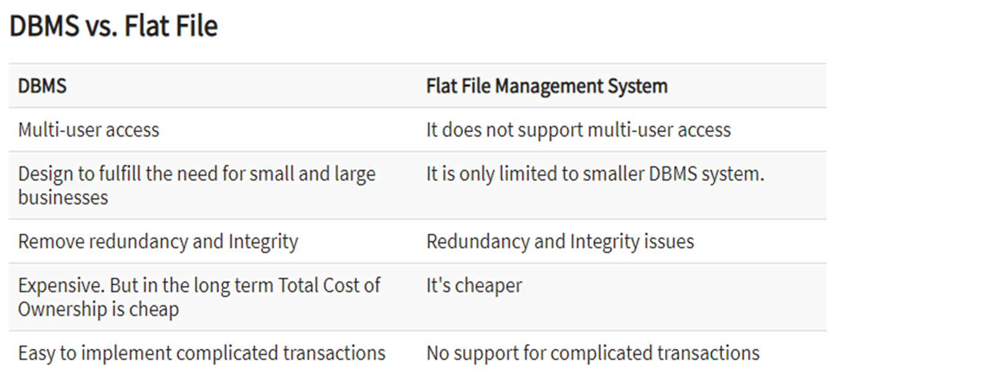 DBMS vs. Flat File
DBMS
Flat File Management System
Multi-user access
It does not support multi-user access
Design to fulfill the need for small and large
businesses
It is only limited to smaller DBMS system.
Remove redundancy and Integrity
Redundancy and Integrity issues
Expensive. But in the long term Total Cost of
Ownership is cheap
It's cheaper
Easy to implement complicated transactions
No support for complicated transactions